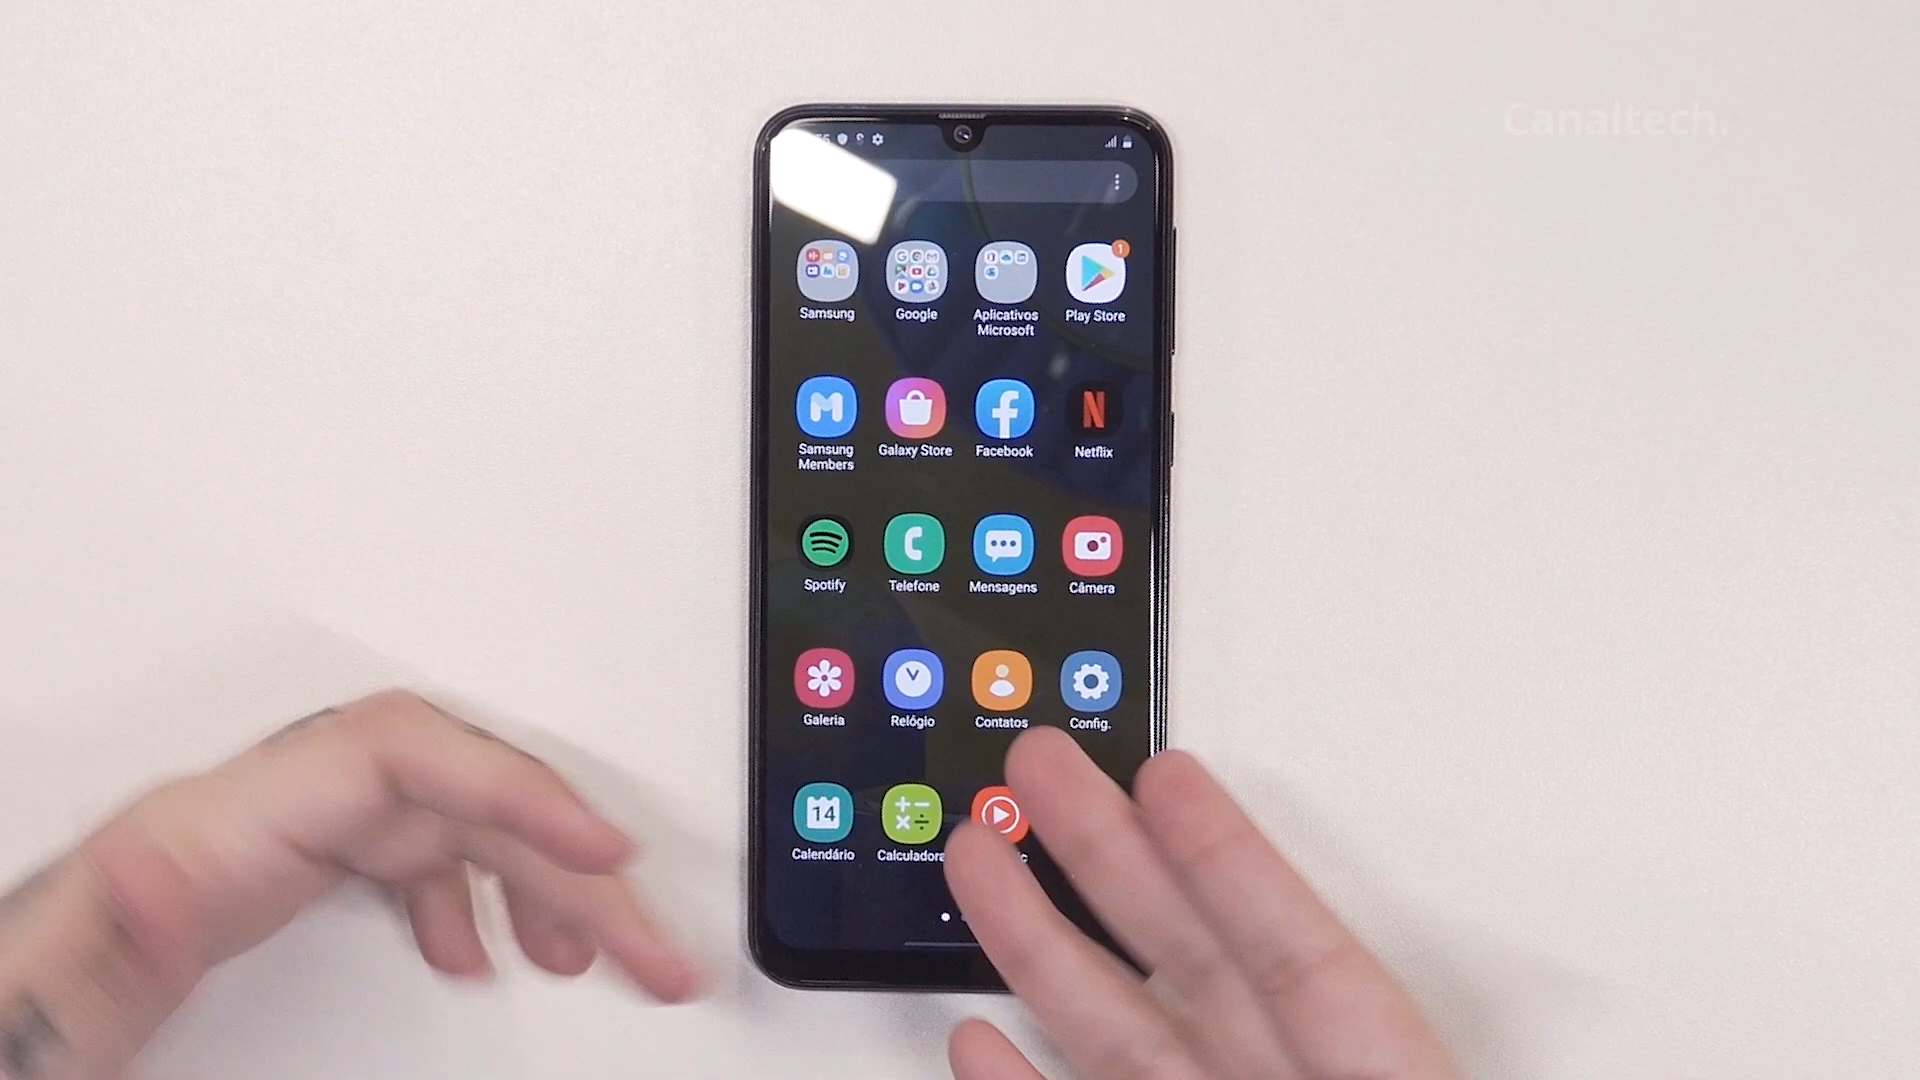 Canaltech.
1
Samsung
Google
Aplicativos
Microsoft
Play Store
Samsung
Members
Galaxy Store
Facebook
N
Netflix
Spotify
Telefone
Mensagens
Câmera
Galeria
Relógio
Contatos
Config.
14
Calendário
Calculadora